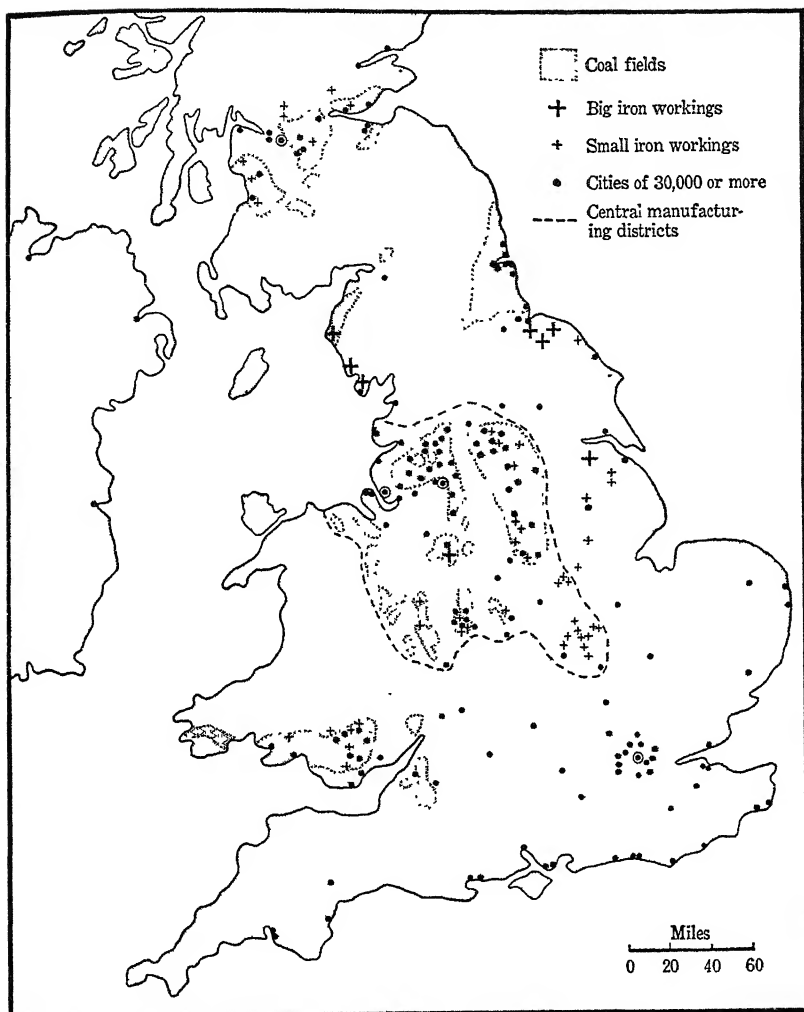 Coal fields
Big iron workings
Small iron workings
Cities of 30,000 or more
Central manufactur-
ing districts
Miles
0 20 40 60